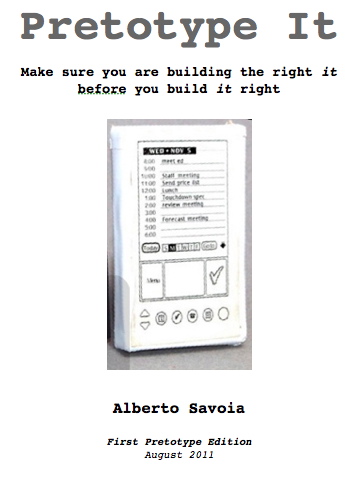 Pretotype It
Make sure you are building the right it
before you build it right
WED • NOV 5
8:00 meet ed
9:00
10:00 Staff meeting
11:00 Send price list
12:00 Lunch
1:00 Touchdown spec
2:00 review meeting
3:00
4:00 Forecast meeting
5:00
6:00
Today S M T W T F Goto
Menu
Alberto Savoia
First Pretotype Edition
August 2011